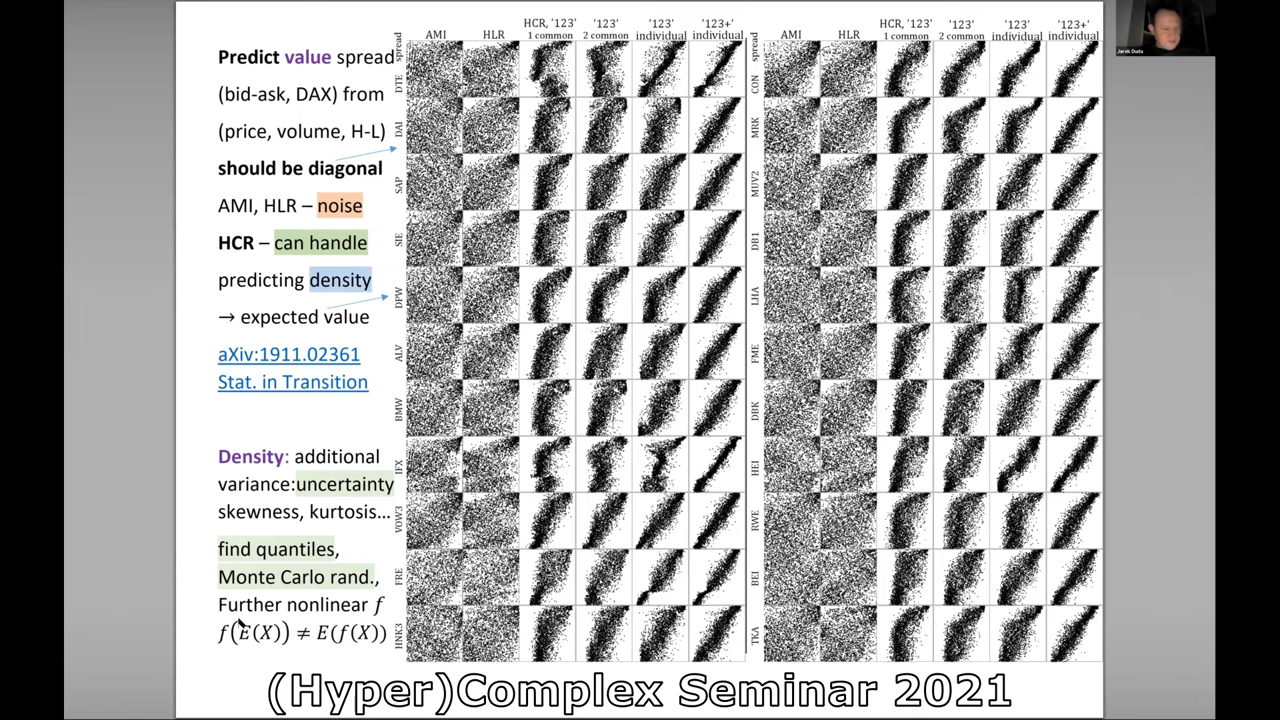 Predict value spread
(bid-ask, DAX) from
(price, volume, H-L)
should be diagonal
AMI, HLR – noise
HCR – can handle
predicting density
→ expected value
aXiv:1911.02361
Stat. in Transition
Density: additional
variance:uncertainty
skewness, kurtosis…
find quantiles,
Monte Carlo rand.,
Further nonlinear f
f(E(X)) ≠ E(f(X))
spread AMI HLR HCR, '123' 1 common '123' 2 common '123' individual '123+' individual
DTE
DAI
SAP
SIE
DPW
ALV
BMW
IFX
VOW3
FRE
HNK3
spread AMI HLR HCR, '123' 1 common '123' 2 common '123' individual '123+' individual
CON
MRK
MUV2
DB1
LHA
FME
DBK
HEI
RWE
BEI
TKA
(Hyper)Complex Seminar 2021
Jarek Duda